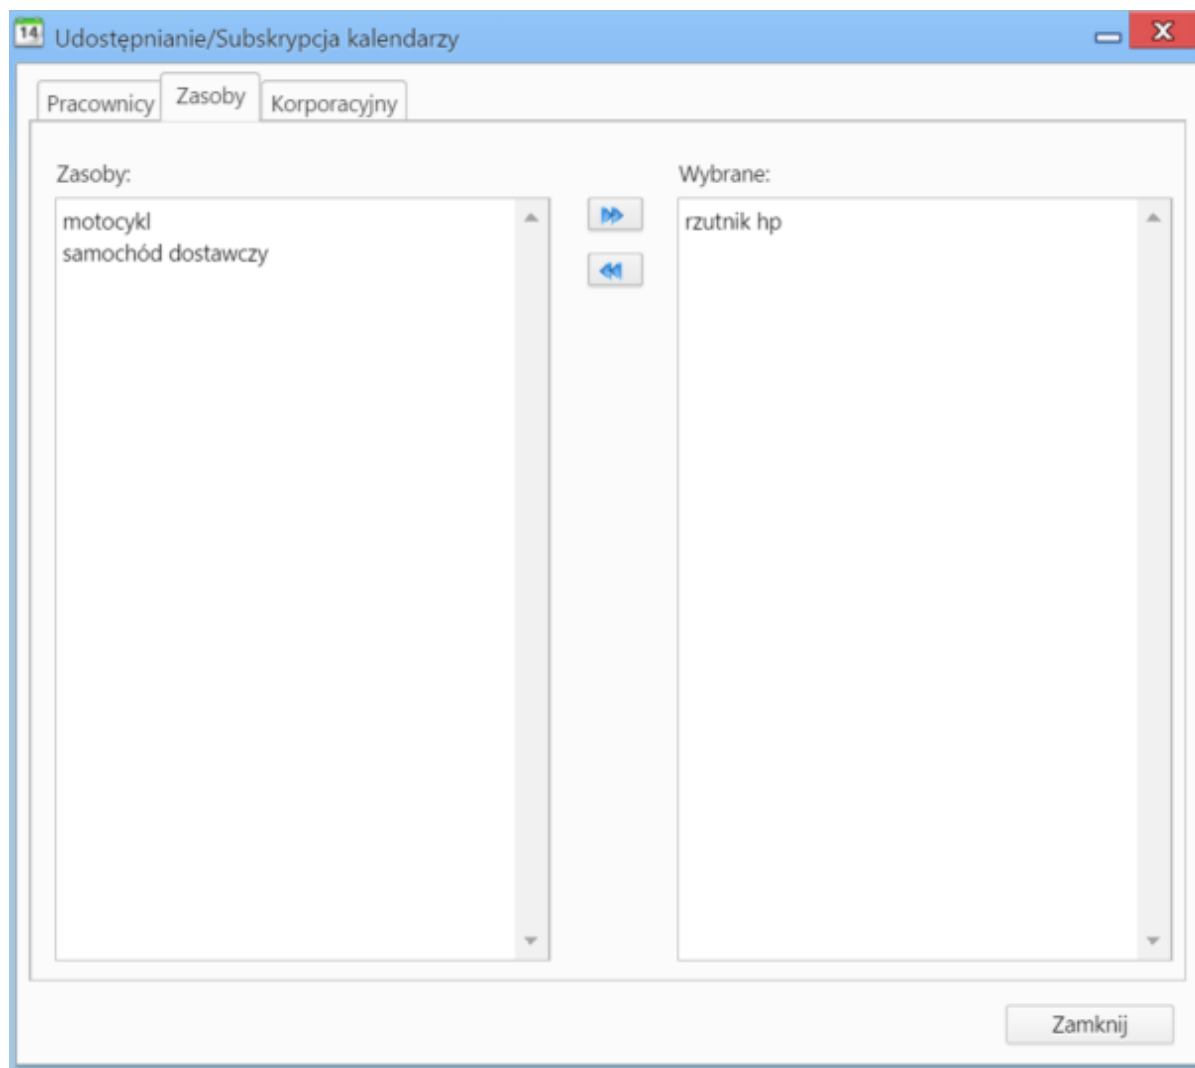 14 Udostępnianie/Subskrypcja kalendarzy
Pracownicy Zasoby Korporacyjny
Zasoby: Wybrane:
motocykl rzutnik hp
samochód dostawczy
Zamknij